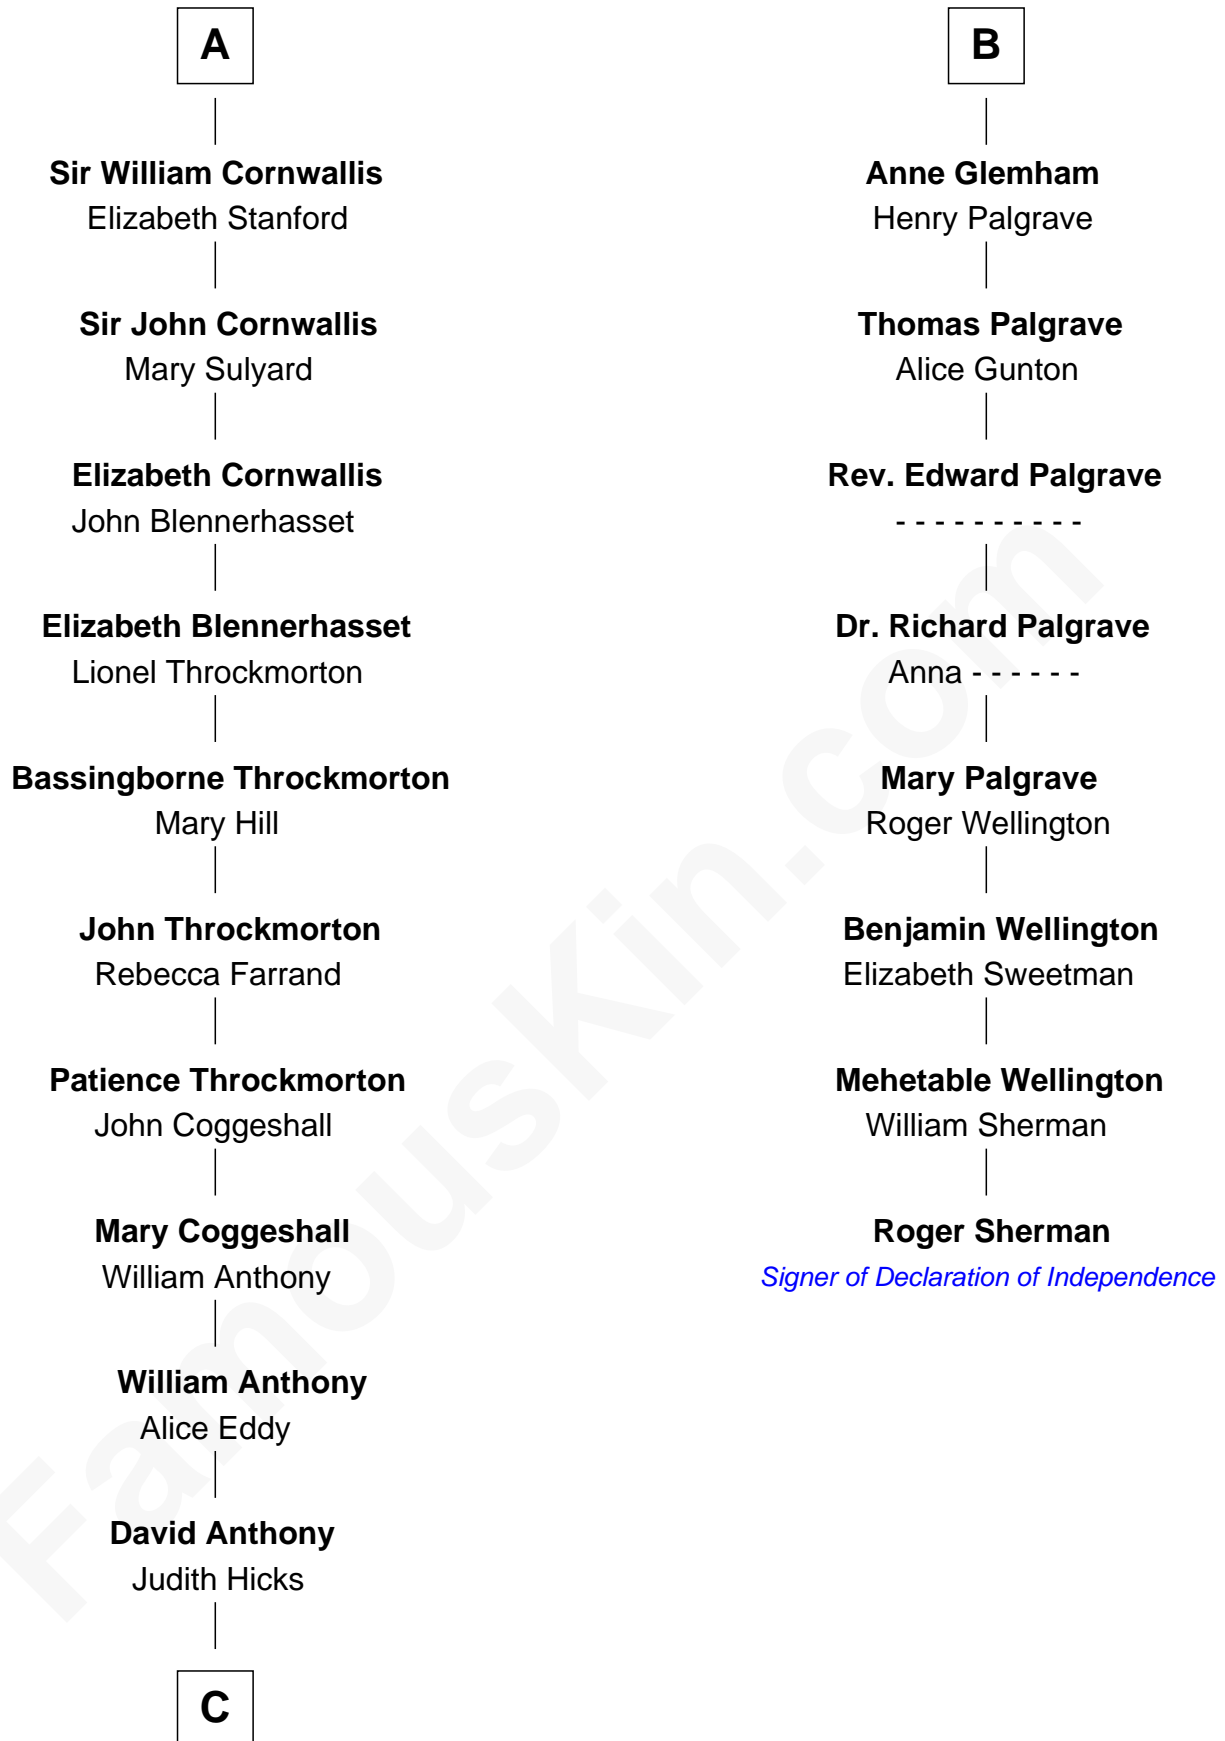 A
Sir William Cornwallis
Elizabeth Stanford
Sir John Cornwallis
Mary Sulyard
Elizabeth Cornwallis
John Blennerhasset
Elizabeth Blennerhasset
Lionel Throckmorton
Bassingborne Throckmorton
Mary Hill
John Throckmorton
Rebecca Farrand
Patience Throckmorton
John Coggeshall
Mary Coggeshall
William Anthony
William Anthony
Alice Eddy
David Anthony
Judith Hicks
C
B
Anne Glemham
Henry Palgrave
Thomas Palgrave
Alice Gunton
Rev. Edward Palgrave
- - - - - - - - - -
Dr. Richard Palgrave
Anna - - - - - -
Mary Palgrave
Roger Wellington
Benjamin Wellington
Elizabeth Sweetman
Mehetable Wellington
William Sherman
Roger Sherman
Signer of Declaration of Independence
FamousKin.com